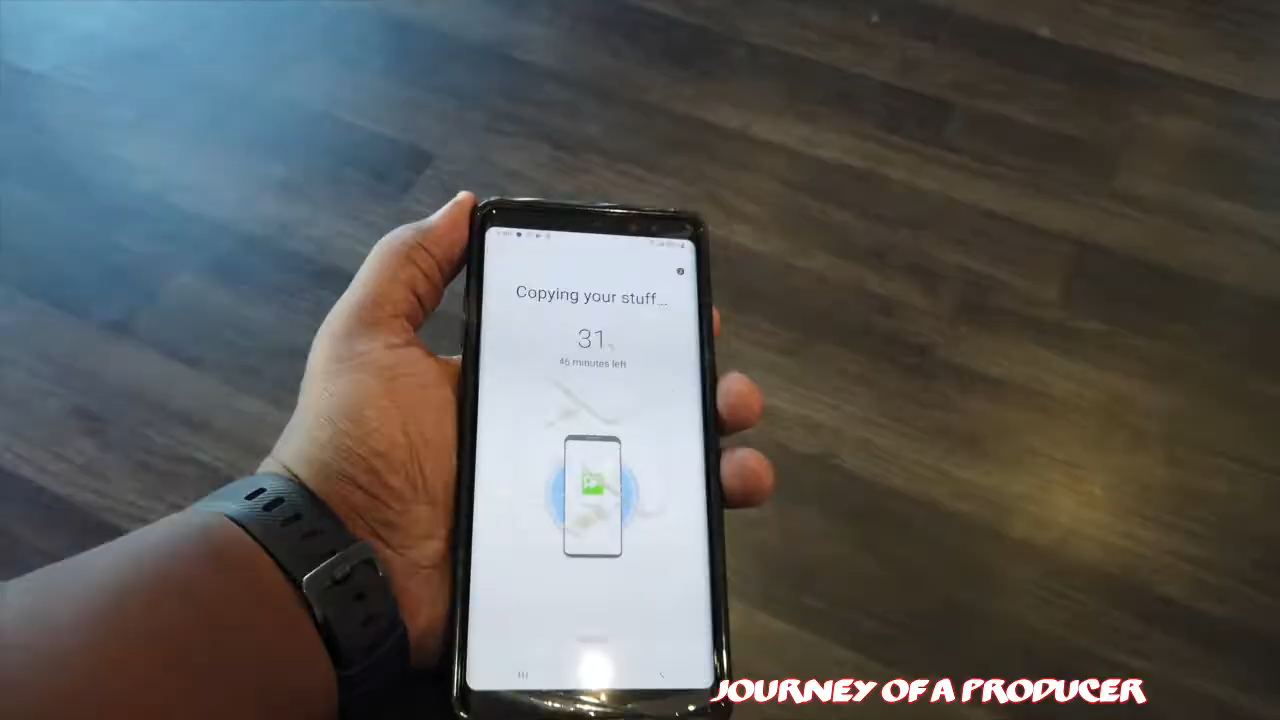 Copying your stuff...
31%
46 minutes left
JOURNEY OF A PRODUCER